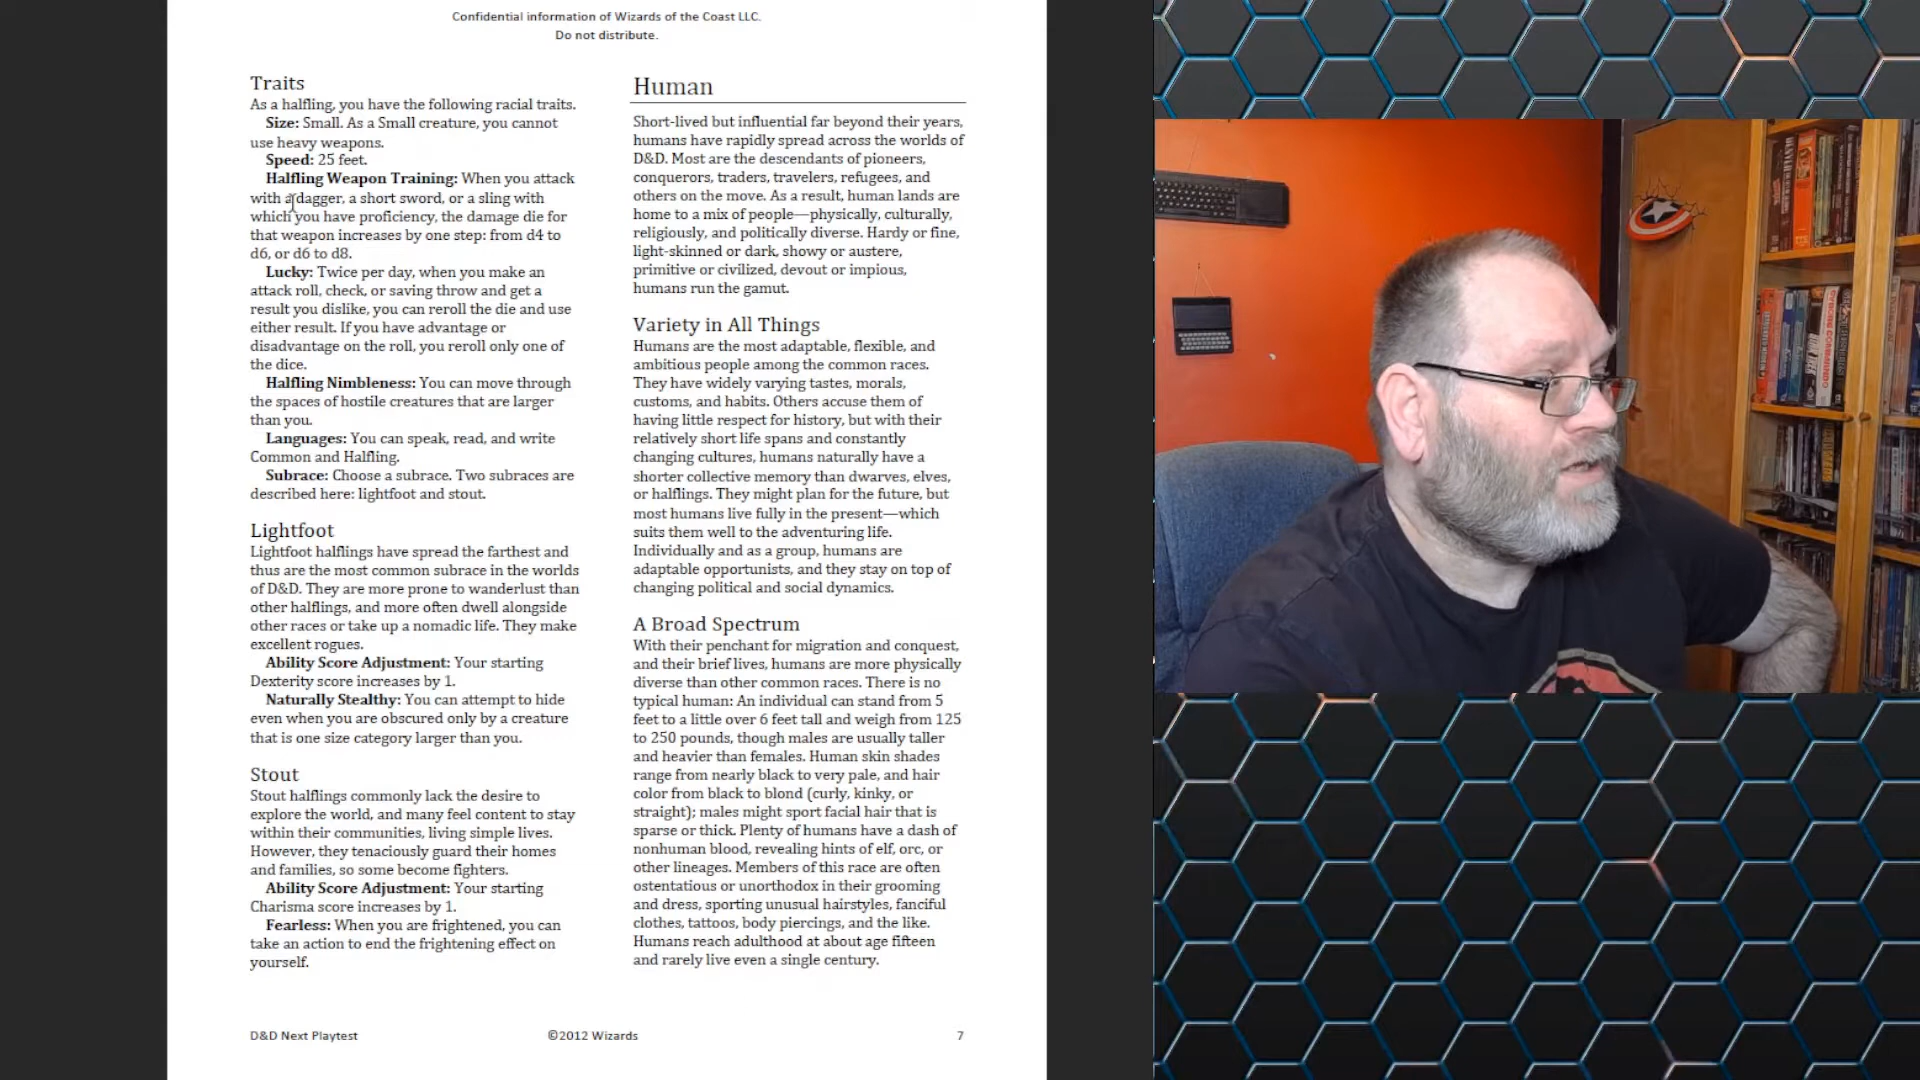 Confidential information of Wizards of the Coast LLC.
Do not distribute.
Traits
As a halfling, you have the following racial traits.
Size: Small. As a Small creature, you cannot
use heavy weapons.
Speed: 25 feet.
Halfling Weapon Training: When you attack
with a dagger, a short sword, or a sling with
which you have proficiency, the damage die for
that weapon increases by one step: from d4 to
d6, or d6 to d8.
Lucky: Twice per day, when you make an
attack roll, check, or saving throw and get a
result you dislike, you can reroll the die and use
either result. If you have advantage or
disadvantage on the roll, you reroll only one of
the dice.
Halfling Nimbleness: You can move through
the spaces of hostile creatures that are larger
than you.
Languages: You can speak, read, and write
Common and Halfling.
Subrace: Choose a subrace. Two subraces are
described here: lightfoot and stout.
Lightfoot
Lightfoot halflings have spread the farthest and
thus are the most common subrace in the worlds
of D&D. They are more prone to wanderlust than
other halflings, and more often dwell alongside
other races or take up a nomadic life. They make
excellent rogues.
Ability Score Adjustment: Your starting
Dexterity score increases by 1.
Naturally Stealthy: You can attempt to hide
even when you are obscured only by a creature
that is one size category larger than you.
Stout
Stout halflings commonly lack the desire to
explore the world, and many feel content to stay
within their communities, living simple lives.
However, they tenaciously guard their homes
and families, so some become fighters.
Ability Score Adjustment: Your starting
Charisma score increases by 1.
Fearless: When you are frightened, you can
take an action to end the frightening effect on
yourself.
Human
Short-lived but influential far beyond their years,
humans have rapidly spread across the worlds of
D&D. Most are the descendants of pioneers,
conquerors, traders, travelers, refugees, and
others on the move. As a result, human lands are
home to a mix of people—physically, culturally,
religiously, and politically diverse. Hardy or fine,
light-skinned or dark, showy or austere,
primitive or civilized, devout or impious,
humans run the gamut.
Variety in All Things
Humans are the most adaptable, flexible, and
ambitious people among the common races.
They have widely varying tastes, morals,
customs, and habits. Others accuse them of
having little respect for history, but with their
relatively short life spans and constantly
changing cultures, humans naturally have a
shorter collective memory than dwarves, elves,
or halflings. They might plan for the future, but
most humans live fully in the present—which
suits them well to the adventuring life.
Individually and as a group, humans are
adaptable opportunists, and they stay on top of
changing political and social dynamics.
A Broad Spectrum
With their penchant for migration and conquest,
and their brief lives, humans are more physically
diverse than other common races. There is no
typical human: An individual can stand from 5
feet to a little over 6 feet tall and weigh from 125
to 250 pounds, though males are usually taller
and heavier than females. Human skin shades
range from nearly black to very pale, and hair
color from black to blond (curly, kinky, or
straight); males might sport facial hair that is
sparse or thick. Plenty of humans have a dash of
nonhuman blood, revealing hints of elf, orc, or
other lineages. Members of this race are often
ostentatious or unorthodox in their grooming
and dress, sporting unusual hairstyles, fanciful
clothes, tattoos, body piercings, and the like.
Humans reach adulthood at about age fifteen
and rarely live even a single century.
D&D Next Playtest
©2012 Wizards
7